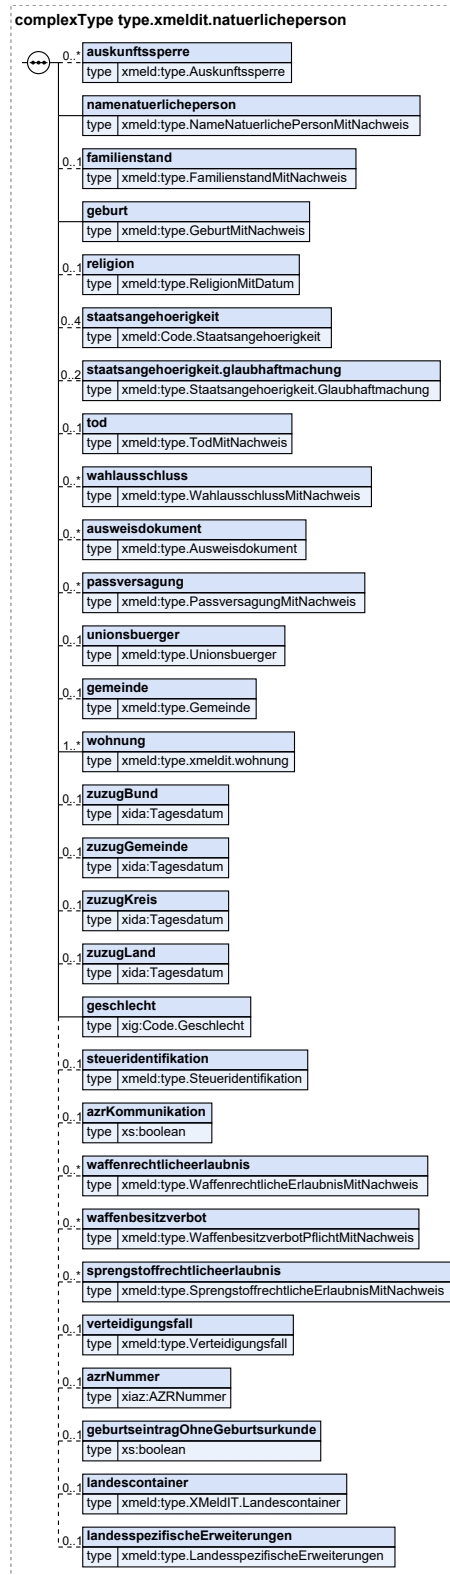 complexType type.xmeldit.natuerlicheperson
0..* auskunftssperre
type xmeld:type.Auskunftssperre
namenatuerlicheperson
type xmeld:type.NameNatuerlichePersonMitNachweis
0..1 familienstand
type xmeld:type.FamilienstandMitNachweis
geburt
type xmeld:type.GeburtMitNachweis
0..1 religion
type xmeld:type.ReligionMitDatum
0..4 staatsangehoerigkeit
type xmeld:Code.Staatsangehoerigkeit
0..2 staatsangehoerigkeit.glaubhaftmachung
type xmeld:type.Staatsangehoerigkeit.Glaubhaftmachung
0..1 tod
type xmeld:type.TodMitNachweis
0..* wahlausschluss
type xmeld:type.WahlausschlussMitNachweis
0..* ausweisdokument
type xmeld:type.Ausweisdokument
0..* passversagung
type xmeld:type.PassversagungMitNachweis
0..1 unionsbuerger
type xmeld:type.Unionsbuerger
0..1 gemeinde
type xmeld:type.Gemeinde
1..* wohnung
type xmeld:type.xmeldit.wohnung
0..1 zuzugBund
type xida:Tagesdatum
0..1 zuzugGemeinde
type xida:Tagesdatum
0..1 zuzugKreis
type xida:Tagesdatum
0..1 zuzugLand
type xida:Tagesdatum
geschlecht
type xig:Code.Geschlecht
0..1 steueridentifikation
type xmeld:type.Steueridentifikation
0..1 azrKommunikation
type xs:boolean
0..* waffenrechtlicheerlaubnis
type xmeld:type.WaffenrechtlicheErlaubnisMitNachweis
0..* waffenbesitzverbot
type xmeld:type.WaffenbesitzverbotPflichtMitNachweis
0..* sprengstoffrechtlicheerlaubnis
type xmeld:type.SprengstoffrechtlicheErlaubnisMitNachweis
0..1 verteidigungsfall
type xmeld:type.Verteidigungsfall
0..1 azrNummer
type xiaz:AZRNummer
0..1 geburtseintragOhneGeburtsurkunde
type xs:boolean
0..1 landescontainer
type xmeld:type.XMeldIT.Landescontainer
0..1 landesspezifischeErweiterungen
type xmeld:type.LandesspezifischeErweiterungen